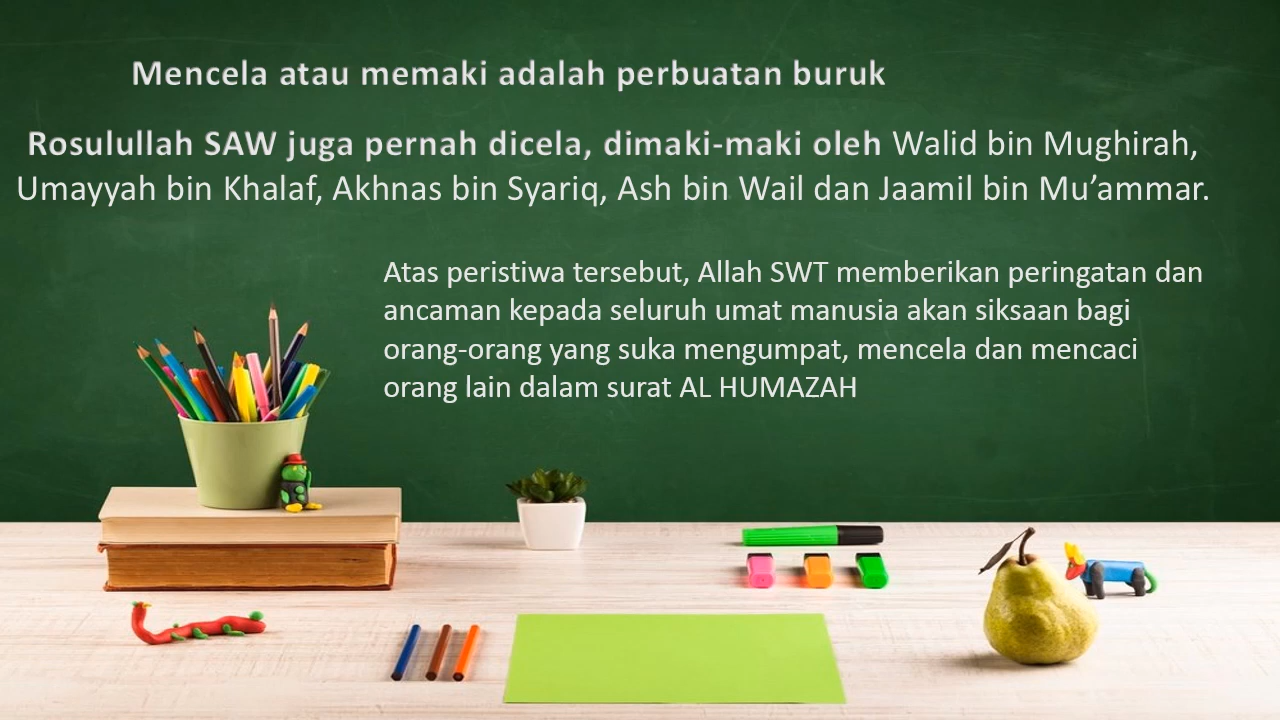 Mencela atau memaki adalah perbuatan buruk
Rosulullah SAW juga pernah dicela, dimaki-maki oleh Walid bin Mughirah,
Umayyah bin Khalaf, Akhnas bin Syariq, Ash bin Wail dan Jaamil bin Mu’ammar.
Atas peristiwa tersebut, Allah SWT memberikan peringatan dan
ancaman kepada seluruh umat manusia akan siksaan bagi
orang-orang yang suka mengumpat, mencela dan mencaci
orang lain dalam surat AL HUMAZAH